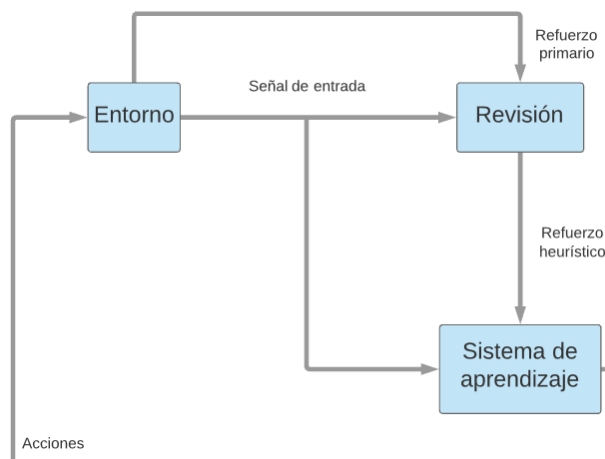 Refuerzo
primario
Señal de entrada
Entorno
Revisión
Refuerzo
heurístico
Sistema de
aprendizaje
Acciones